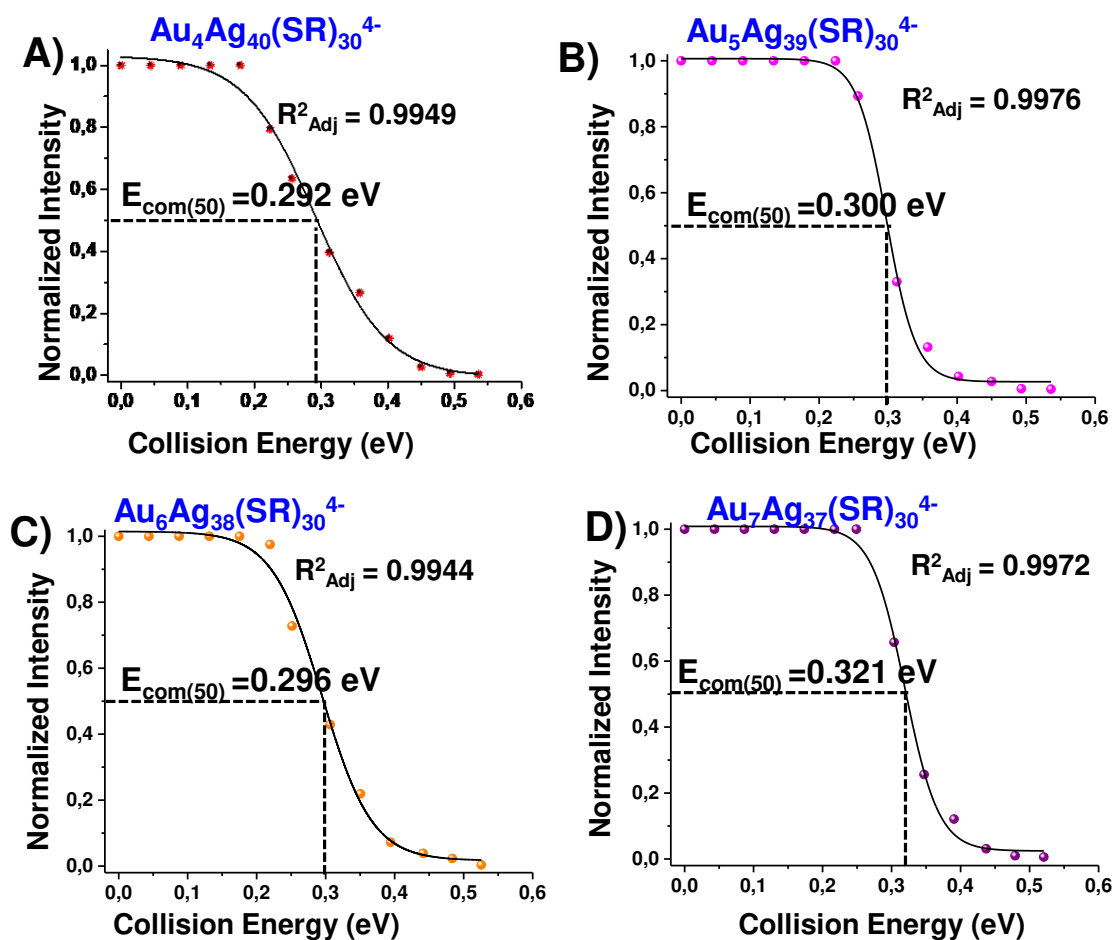 A)
Au4Ag40(SR)30 4-
R2Adj = 0.9949
Ecom(50) =0.292 eV
Normalized Intensity
1,0
0,8
0,6
0,4
0,2
0,0
0,0 0,1 0,2 0,3 0,4 0,5 0,6
Collision Energy (eV)
B)
Au5Ag39(SR)30 4-
R2Adj = 0.9976
Ecom(50) =0.300 eV
Normalized Intensity
1,0
0,8
0,6
0,4
0,2
0,0
0,0 0,1 0,2 0,3 0,4 0,5 0,6
Collision Energy (eV)
C)
Au6Ag38(SR)30 4-
R2Adj = 0.9944
Ecom(50) =0.296 eV
Normalized Intensity
1,0
0,8
0,6
0,4
0,2
0,0
0,0 0,1 0,2 0,3 0,4 0,5 0,6
Collision Energy (eV)
D)
Au7Ag37(SR)30 4-
R2Adj = 0.9972
Ecom(50) =0.321 eV
Normalized Intensity
1,0
0,8
0,6
0,4
0,2
0,0
0,0 0,1 0,2 0,3 0,4 0,5 0,6
Collision Energy (eV)